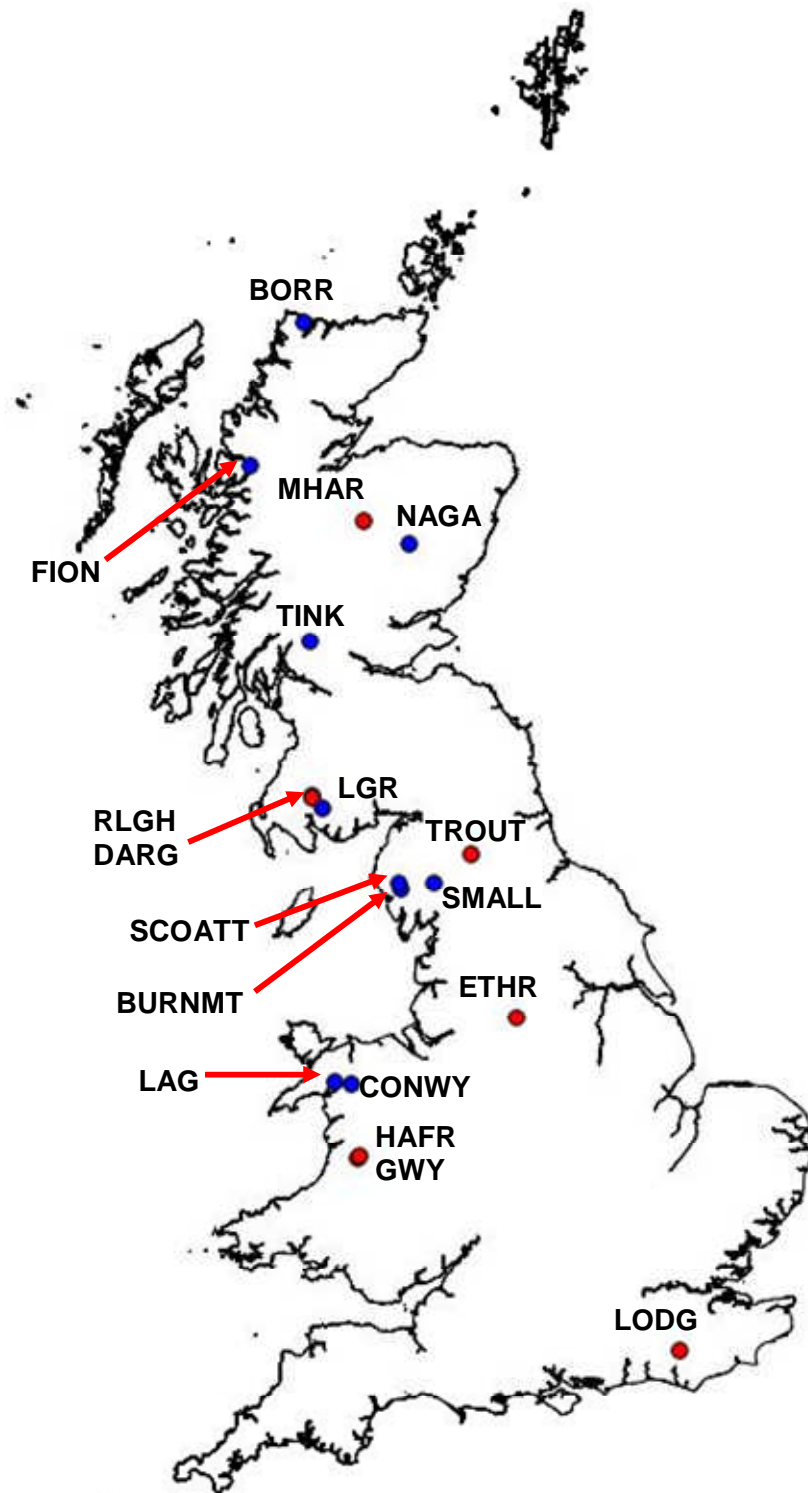 BORR
MHAR
NAGA
FION
TINK
LGR
RLGH
DARG
TROUT
SMALL
SCOATT
BURNMT
ETHR
LAG
CONWY
HAFR
GWY
LODG